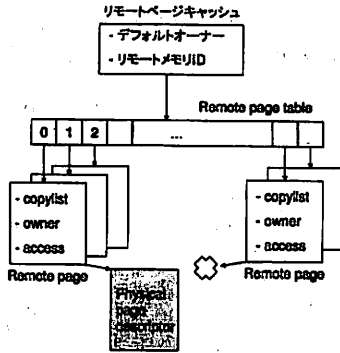 リモートページキャッシュ
- デフォルトオーナー
- リモートメモリiD
Remote page table
0 1 2 ...
- copylist
- owner
- access
Remote page
- copylist
- owner
- access
Remote page
Physical
page
descriptor